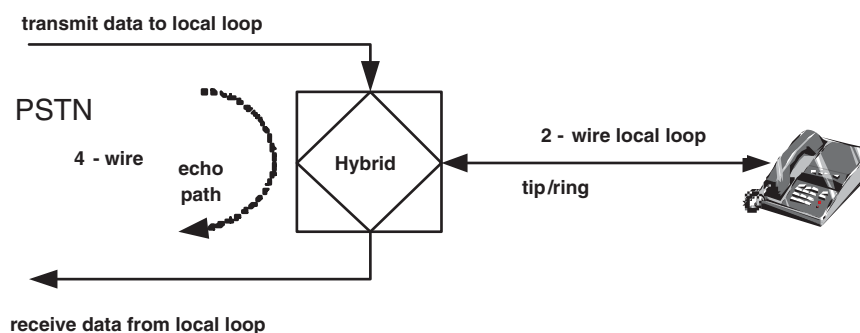 transmit data to local loop
PSTN
4 - wire
echo
path
Hybrid
2 - wire local loop
tip/ring
receive data from local loop